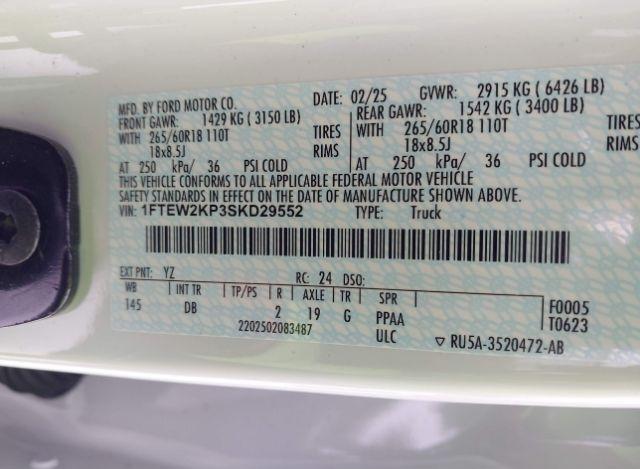 MFD. BY FORD MOTOR CO. DATE: 02/25 GVWR: 2915 KG ( 6426 LB)
FRONT GAWR: 1429 KG ( 3150 LB) REAR GAWR: 1542 KG ( 3400 LB)
WITH 265/60R18 110T TIRES WITH 265/60R18 110T TIRES
18x8.5J RIMS 18x8.5J RIMS
AT 250 kPa/ 36 PSI COLD AT 250 kPa/ 36 PSI COLD
THIS VEHICLE CONFORMS TO ALL APPLICABLE FEDERAL MOTOR VEHICLE
SAFETY STANDARDS IN EFFECT ON THE DATE OF MANUFACTURE SHOWN ABOVE.
VIN: 1FTEW2KP3SKD29552 TYPE: Truck
EXT PNT: YZ RC: 24 DSO:
WB INT TR TP/PS R AXLE TR SPR F0005
145 DB 2 19 G PPAA T0623
2202502083487 ULC ▽ RU5A-3520472-AB